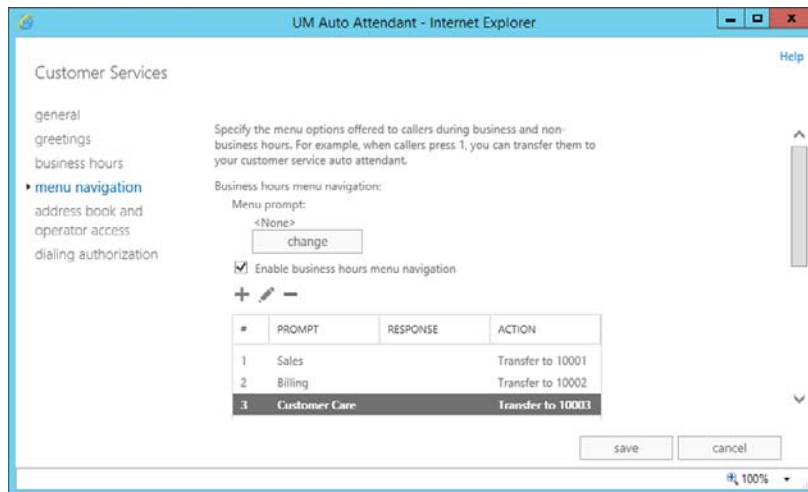 UM Auto Attendant - Internet Explorer
Help
Customer Services
general
greetings
business hours
menu navigation
address book and
operator access
dialing authorization
Specify the menu options offered to callers during business and non-
business hours. For example, when callers press 1, you can transfer them to
your customer service auto attendant.
Business hours menu navigation:
Menu prompt:
<None>
change
Enable business hours menu navigation
# PROMPT RESPONSE ACTION
1 Sales Transfer to 10001
2 Billing Transfer to 10002
3 Customer Care Transfer to 10003
save cancel
100%